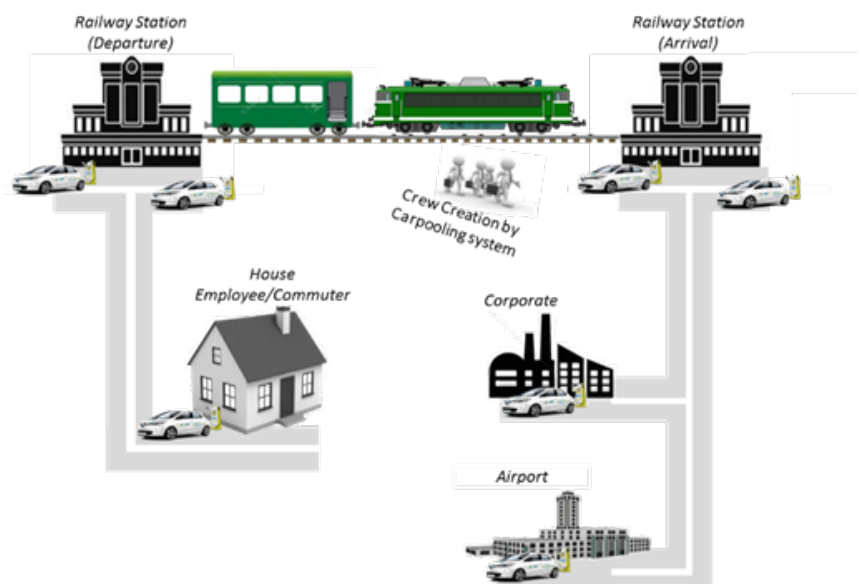 Railway Station
(Departure)
Railway Station
(Arrival)
Crew Creation by
Carpooling system
House
Employee/Commuter
Corporate
Airport